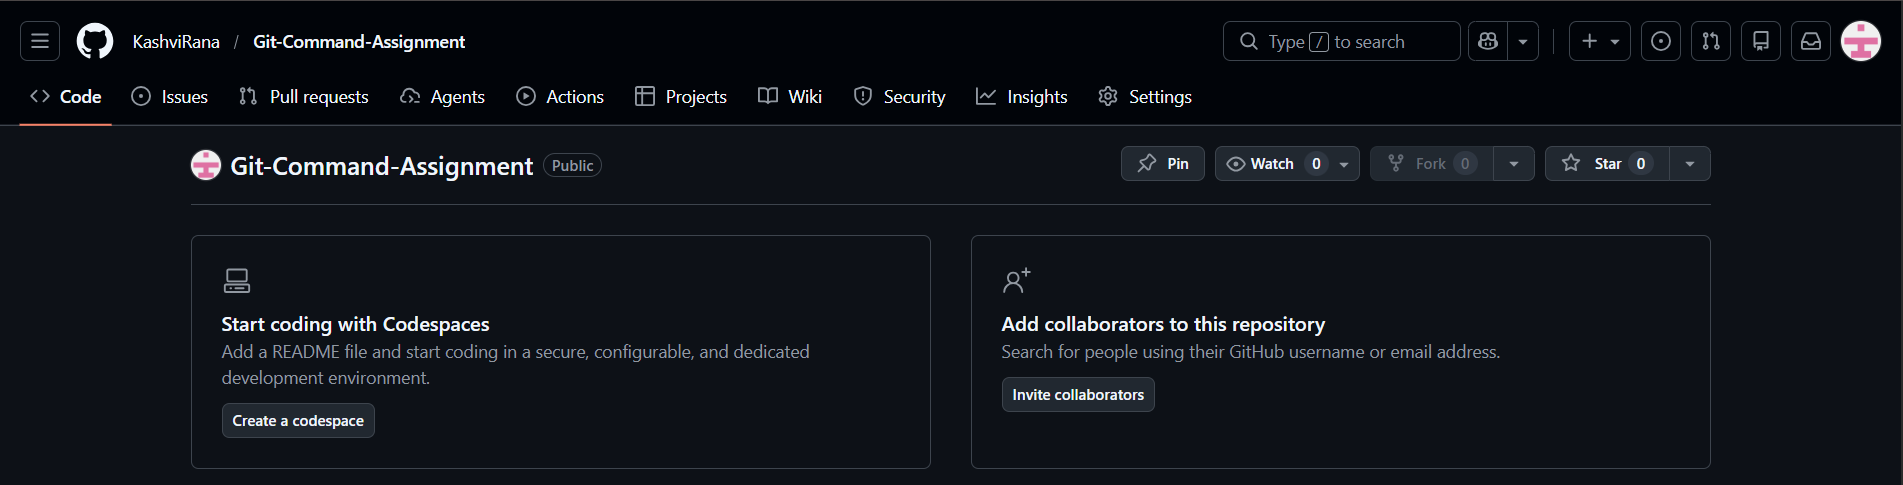 KashviRana / Git-Command-Assignment
Type / to search
Code Issues Pull requests Agents Actions Projects Wiki Security Insights Settings
Git-Command-Assignment Public
Pin Watch 0 Fork 0 Star 0
Start coding with Codespaces
Add a README file and start coding in a secure, configurable, and dedicated
development environment.
Create a codespace
Add collaborators to this repository
Search for people using their GitHub username or email address.
Invite collaborators